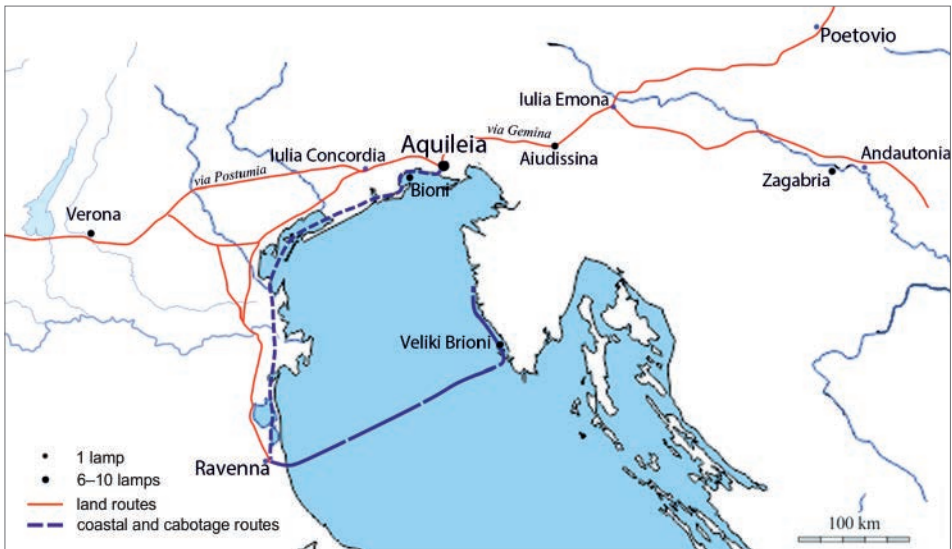 Poetovio
Iulia Emona
via Gemina
Aquileia
Iulia Concordia
Aiudissina
Andautonia
via Postumia
Bioni
Zagabria
Verona
Veliki Brioni
1 lamp
6–10 lamps
Ravenna
land routes
coastal and cabotage routes
100 km